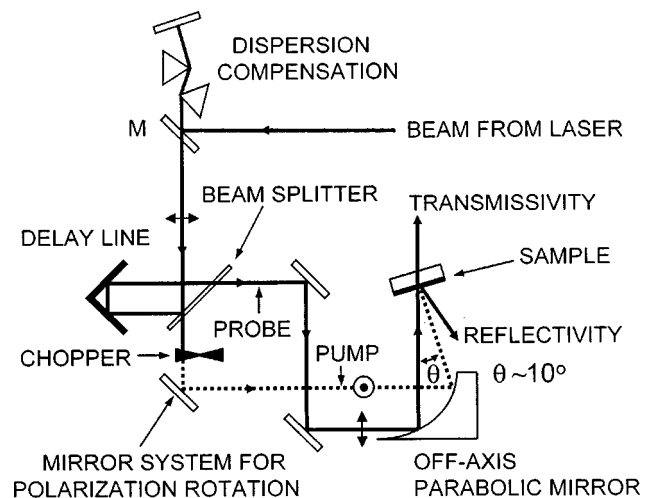 DISPERSION
COMPENSATION
M
BEAM FROM LASER
BEAM SPLITTER
TRANSMISSIVITY
DELAY LINE
SAMPLE
PROBE
REFLECTIVITY
CHOPPER
PUMP
θ
θ ~10°
MIRROR SYSTEM FOR
POLARIZATION ROTATION
OFF-AXIS
PARABOLIC MIRROR